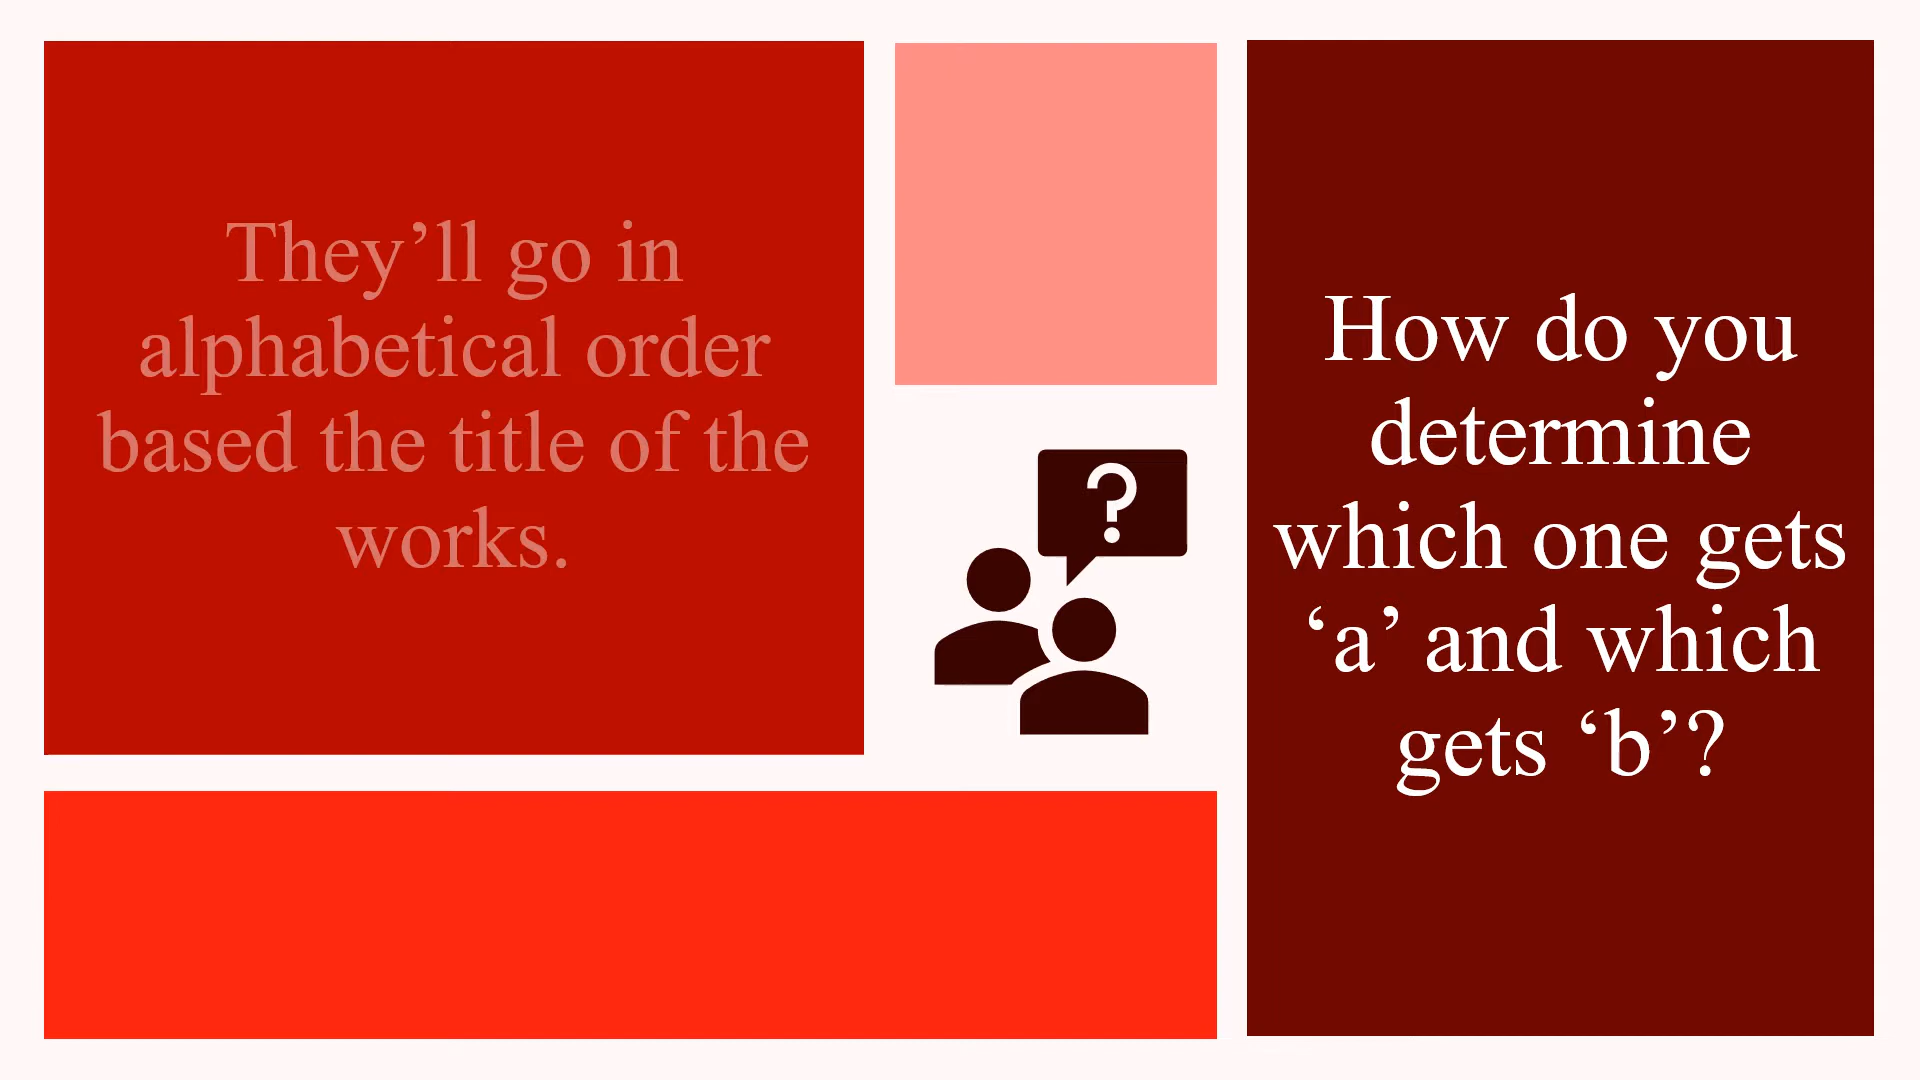 They’ll go in
alphabetical order
based the title of the
works.
?
How do you
determine
which one gets
‘a’ and which
gets ‘b’?